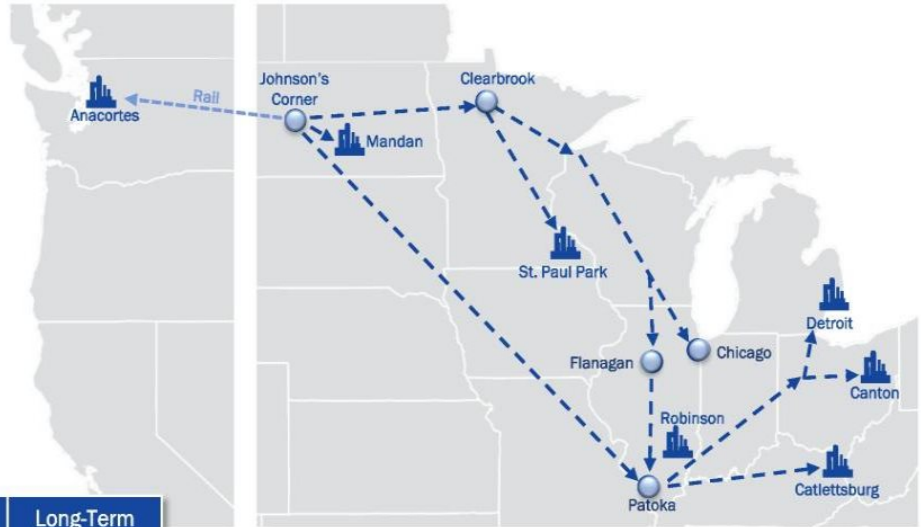 Johnson's
Corner
Clearbrook
Rail
Anacortes
Mandan
St. Paul Park
Detroit
Flanagan
Chicago
Canton
Robinson
Catlettsburg
Patoka
Long-Term